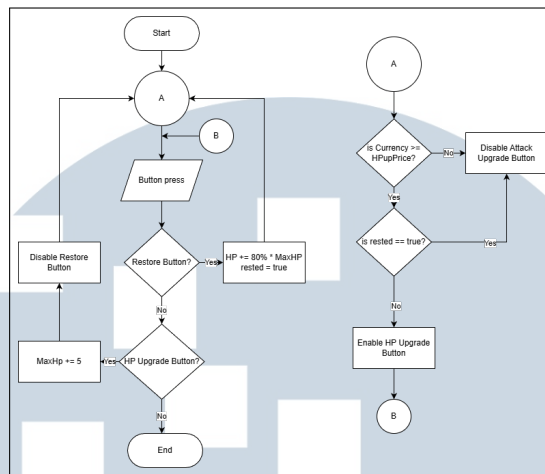 Start
A
B
Button press
Restore Button?
Yes
HP += 80% * MaxHP
rested = true
No
HP Upgrade Button?
Yes
MaxHp += 5
Disable Restore
Button
No
End
A
is Currency >=
HPupPrice?
No
Disable Attack
Upgrade Button
Yes
is rested == true?
Yes
No
Enable HP Upgrade
Button
B